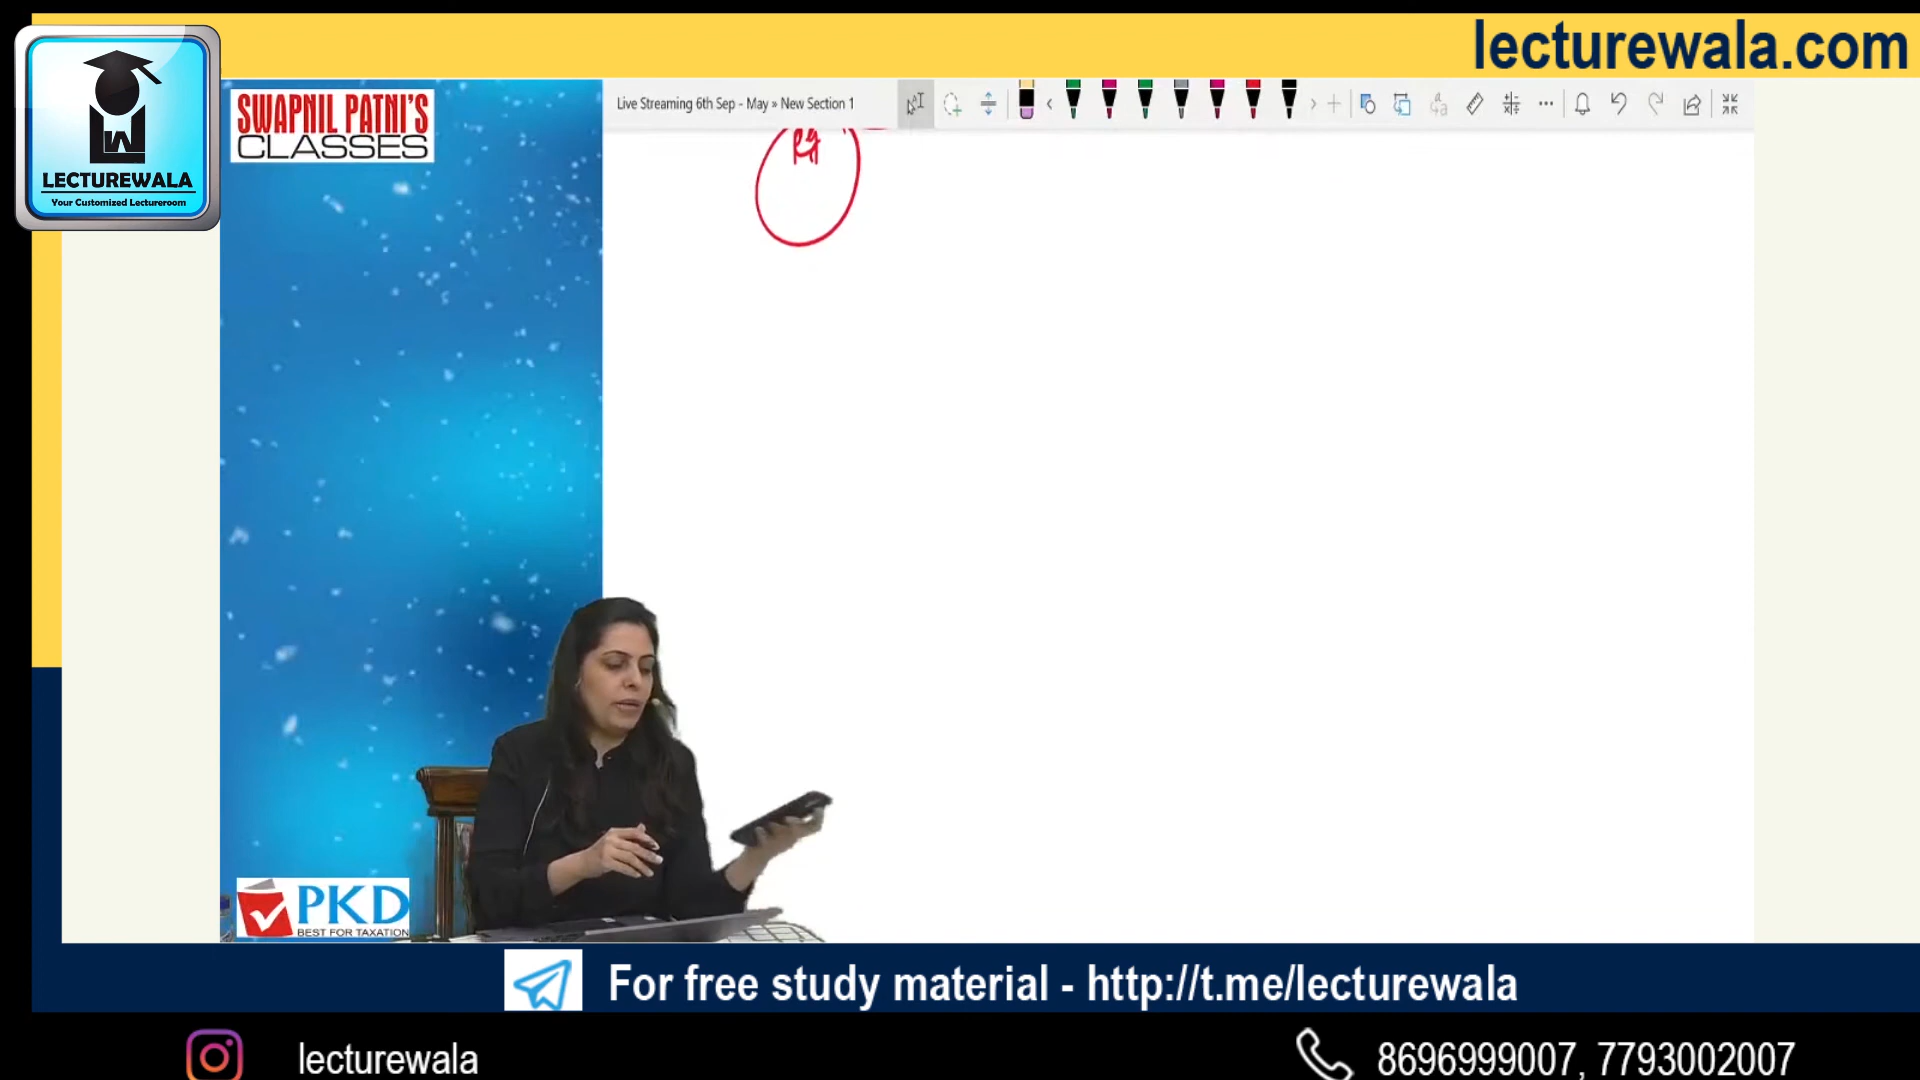 lecturewala.com
SWAPNIL PATNI'S
CLASSES
Live Streaming 6th Sep - May » New Section 1
LW
LECTUREWALA
Your Customized Lectureroom
PKD
BEST FOR TAXATION
For free study material - http://t.me/lecturewala
lecturewala
8696999007, 7793002007